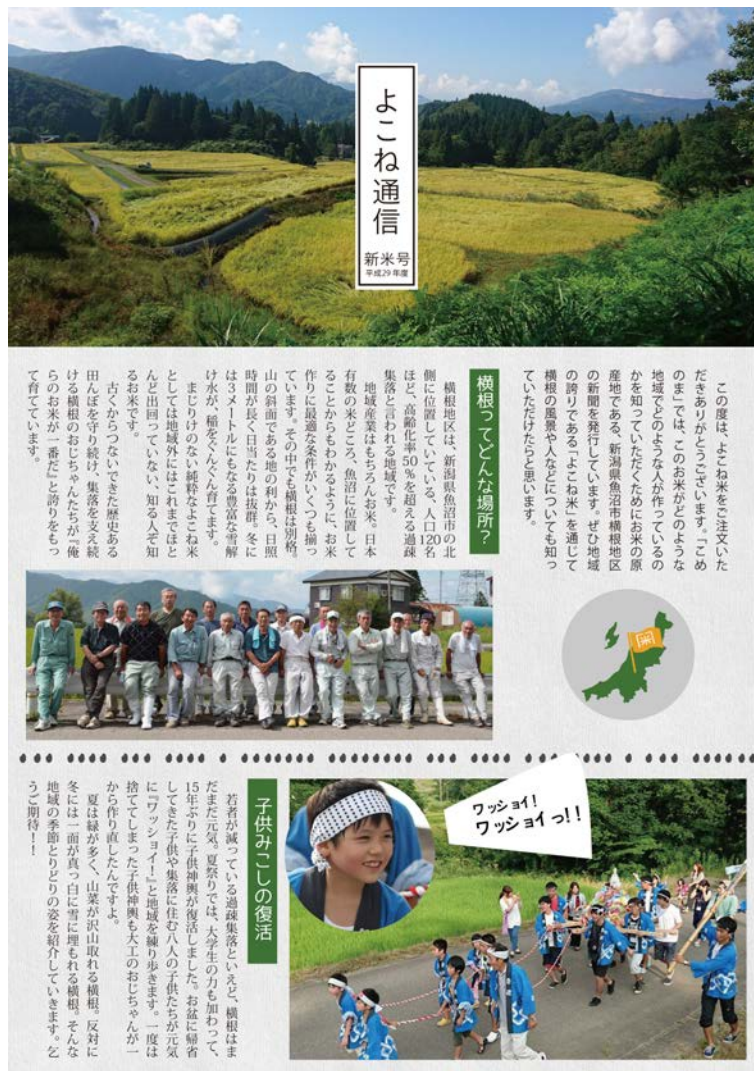 よこね通信
新米号
平成29年度
この度は、よこね米をご注文いた
だきありがとうございます。「こめ
のま」では、このお米がどのような
地域でどのような人が作っているの
かを知っていただくためにお米の原
産地である、新潟県魚沼市横根地区
の新聞を発行しています。ぜひ地域
の誇りである「よこね米」を通じて
横根の風景や人などについても知っ
ていただけたらと思います。
米
横根ってどんな場所?
横根地区は、新潟県魚沼市の北
側に位置していている、人口120名
ほど、高齢化率50%を超える過疎
集落と言われる地域です。
地域産業はもちろんお米。日本
有数の米どころ、魚沼に位置して
ることからもわかるように、お米
作りに最適な条件がいくつも揃っ
ています。その中でも横根は別格。
山の斜面である地の利から、日照
時間が長く日当たりは抜群。冬に
は3メートルにもなる豊富な雪解
け水が、稲をぐんぐん育てます。
まじりけのない純粋なよこね米
としては地域外にはこれまでほと
んど出回っていない、知る人ぞ知
るお米です。
古くからつないできた歴史ある
田んぼを守り続け、集落を支え続
ける横根のおじちゃんたちが『俺
らのお米が一番だ』と誇りをもっ
て育てています。
ワッショイ!
ワッショイっ!!
子供みこしの復活
若者が減っている過疎集落といえど、横根はま
だまだ元気。夏祭りでは、大学生の力も加わって、
15年ぶりに子供神輿が復活しました。お盆に帰省
してきた子供や集落に住む八人の子供たちが元気
に『ワッショイ!』と地域を練り歩きます。一度は
捨ててしまった子供神輿も大工のおじちゃんが一
から作り直したんですよ。
夏は緑が多く、山菜が沢山取れる横根。反対に
冬には一面が真っ白に雪に埋もれる横根。そんな
地域の季節とりどりの姿を紹介していきます。乞
うご期待!!